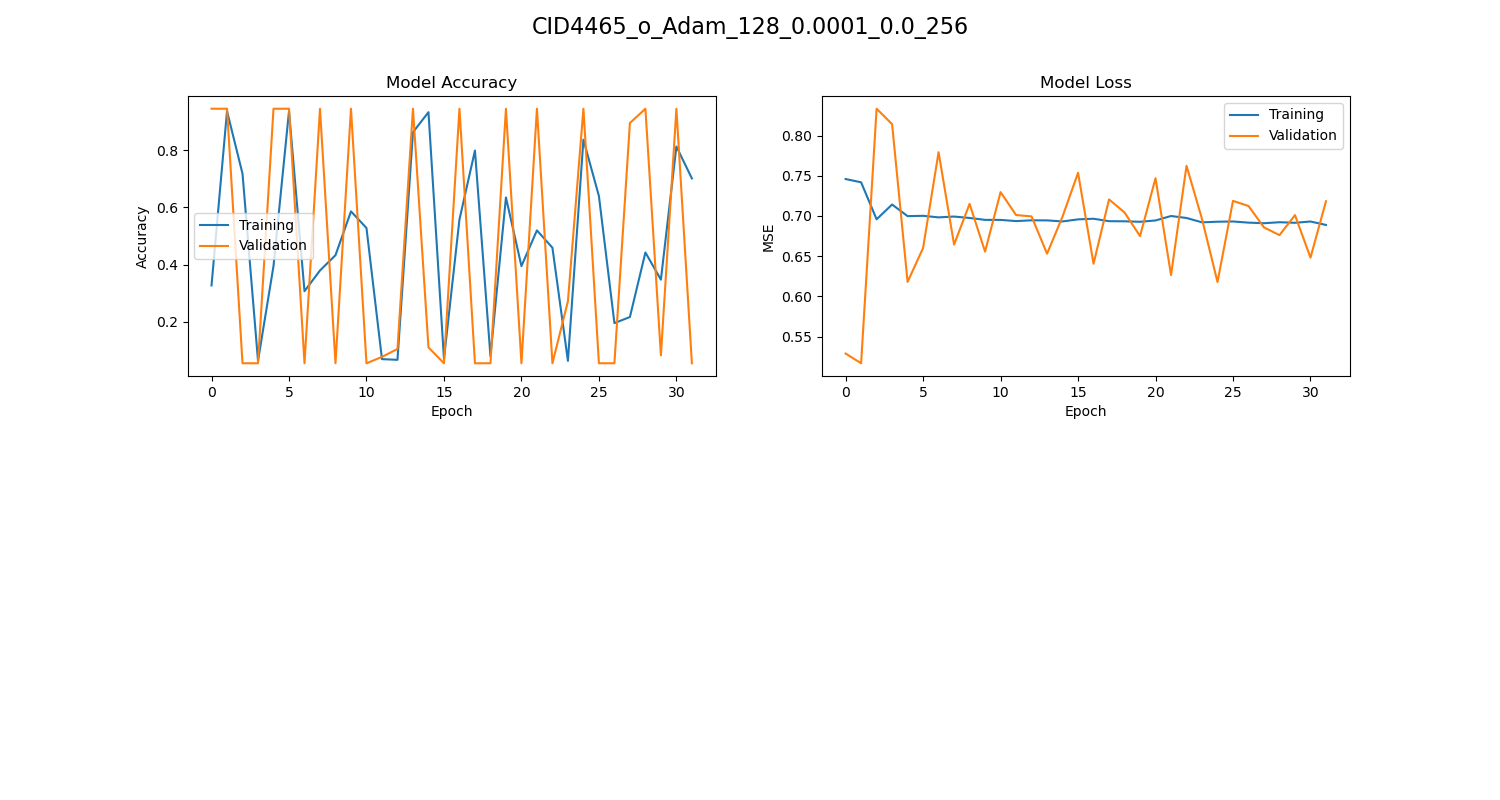 CID4465_o_Adam_128_0.0001_0.0_256
Model Accuracy
Accuracy
0.8
0.6
0.4
0.2
Training
Validation
0 5 10 15 20 25 30
Epoch
Model Loss
MSE
0.80
0.75
0.70
0.65
0.60
0.55
Training
Validation
0 5 10 15 20 25 30
Epoch